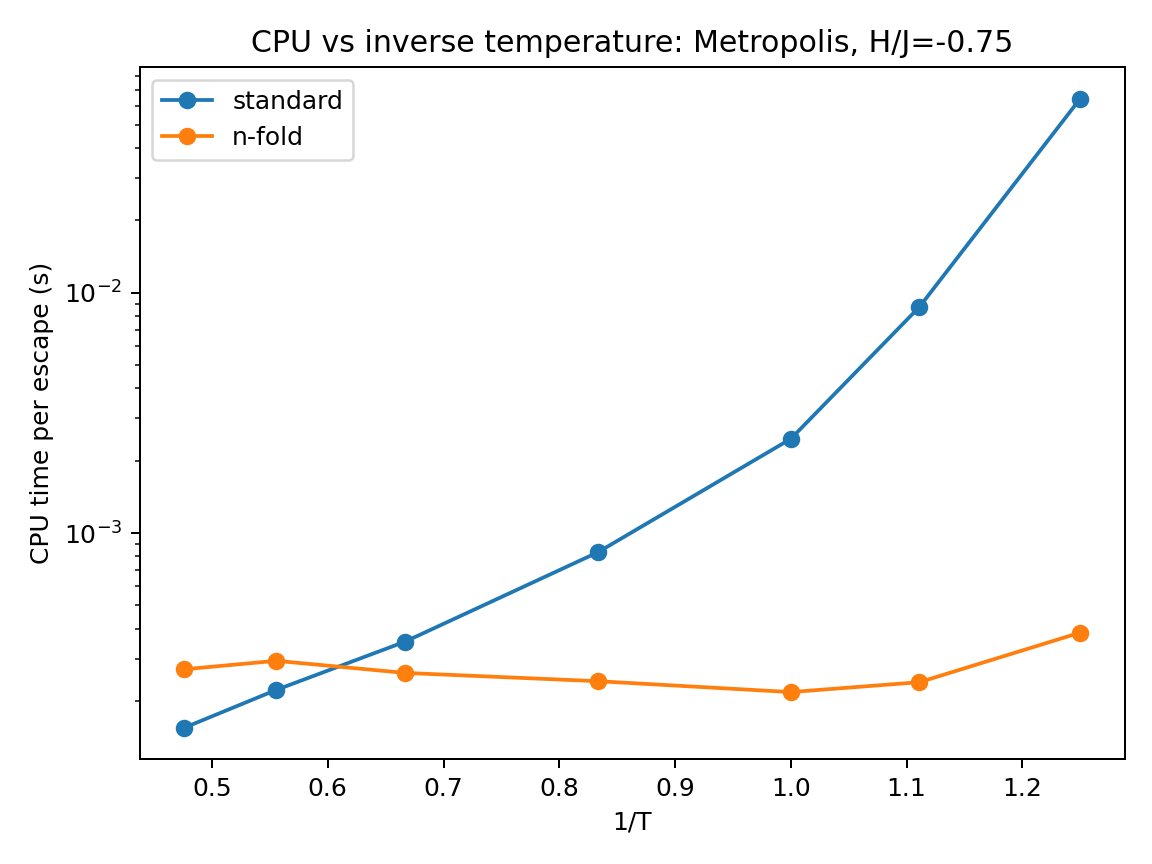 CPU vs inverse temperature: Metropolis, H/J=-0.75
standard
n-fold
CPU time per escape (s)
10⁻²
10⁻³
0.5 0.6 0.7 0.8 0.9 1.0 1.1 1.2
1/T